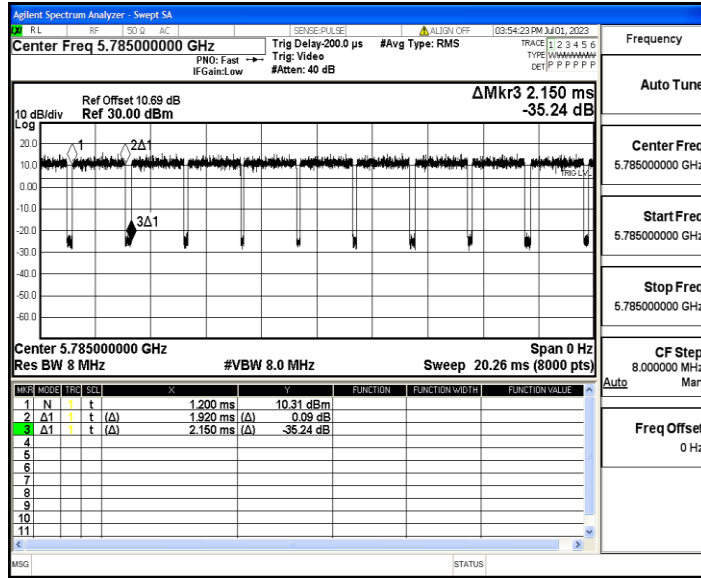 Agilent Spectrum Analyzer - Swept SA
RL RF 50 Ω AC SENSE:PULSE ALIGN OFF 03:54:23 PM Jul 01, 2023
Center Freq 5.785000000 GHz
PNO: Fast
IFGain:Low
Trig Delay-200.0 µs
Trig: Video
#Atten: 40 dB
#Avg Type: RMS
TRACE 1 2 3 4 5 6
TYPE
DET P P P P P P
Ref Offset 10.69 dB
10 dB/div Ref 30.00 dBm
Log
ΔMkr3 2.150 ms
-35.24 dB
20.0
10.0
0.00
-10.0
-20.0
-30.0
-40.0
-50.0
-60.0
1
2Δ1
3Δ1
TRIG LVL
Center 5.785000000 GHz Span 0 Hz
Res BW 8 MHz #VBW 8.0 MHz Sweep 20.26 ms (8000 pts)
MKR MODE TRC SCL X Y FUNCTION FUNCTION WIDTH FUNCTION VALUE
1 N 1 t 1.200 ms 10.31 dBm
2 Δ1 1 t (Δ) 1.920 ms (Δ) 0.09 dB
3 Δ1 1 t (Δ) 2.150 ms (Δ) -35.24 dB
4
5
6
7
8
9
10
11
MSG STATUS
Frequency
Auto Tune
Center Freq
5.785000000 GHz
Start Freq
5.785000000 GHz
Stop Freq
5.785000000 GHz
CF Step
8.000000 MHz
Auto Man
Freq Offset
0 Hz